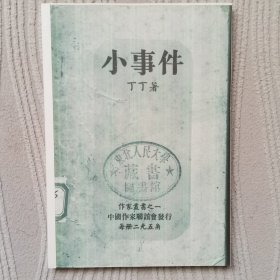 小事件
丁丁著
東北人民大學
藏書
圖書館
作家叢書之一
中國作家聯誼會發行
每册二元五角